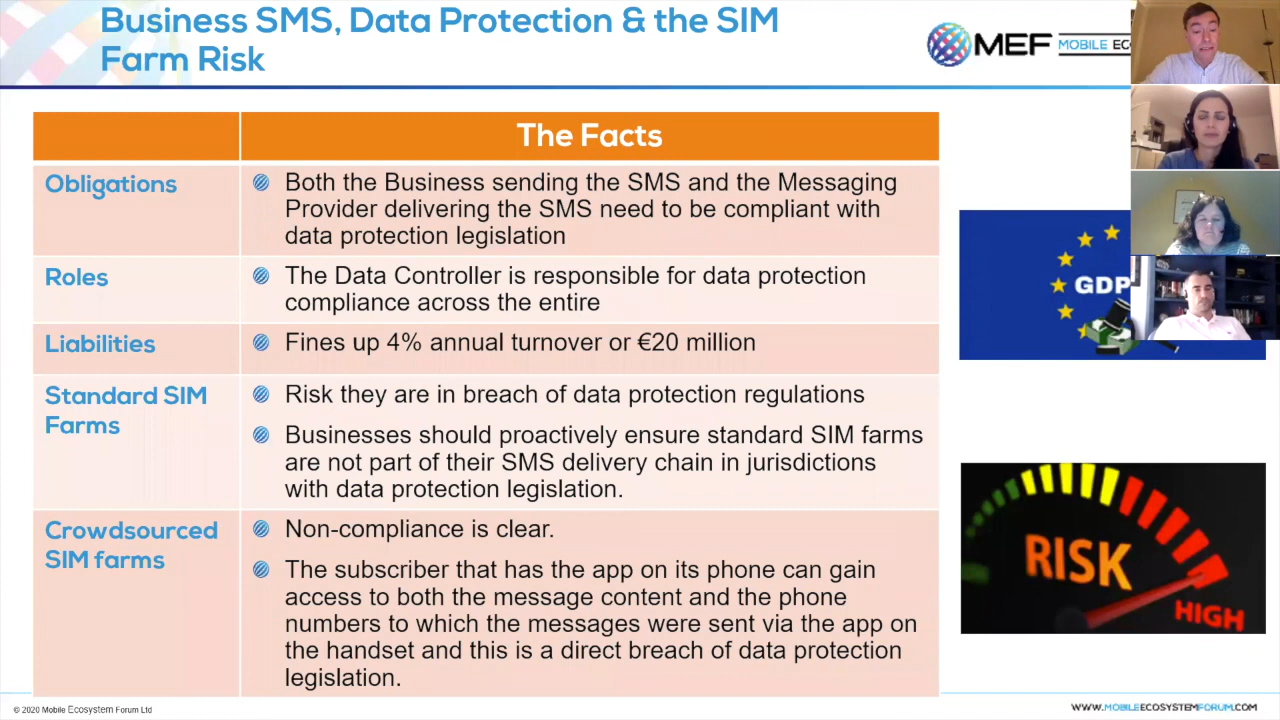 Business SMS, Data Protection & the SIM
Farm Risk
MEF MOBILE EC
The Facts
Obligations
Both the Business sending the SMS and the Messaging
Provider delivering the SMS need to be compliant with
data protection legislation
Roles
The Data Controller is responsible for data protection
compliance across the entire
Liabilities
Fines up 4% annual turnover or €20 million
Standard SIM
Farms
Risk they are in breach of data protection regulations
Businesses should proactively ensure standard SIM farms
are not part of their SMS delivery chain in jurisdictions
with data protection legislation.
Crowdsourced
SIM farms
Non-compliance is clear.
The subscriber that has the app on its phone can gain
access to both the message content and the phone
numbers to which the messages were sent via the app on
the handset and this is a direct breach of data protection
legislation.
GDP
RISK
HIGH
© 2020 Mobile Ecosystem Forum Ltd
WWW.MOBILEECOSYSTEMFORUM.COM